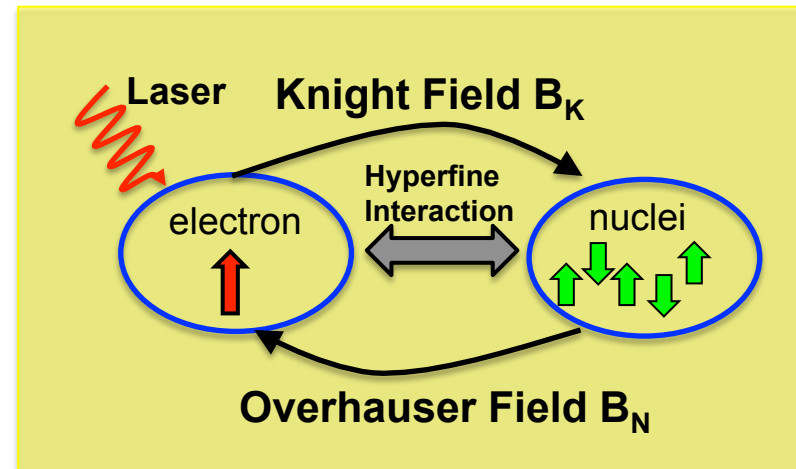 Laser
Knight Field B_K
Hyperfine
Interaction
electron
nuclei
Overhauser Field B_N